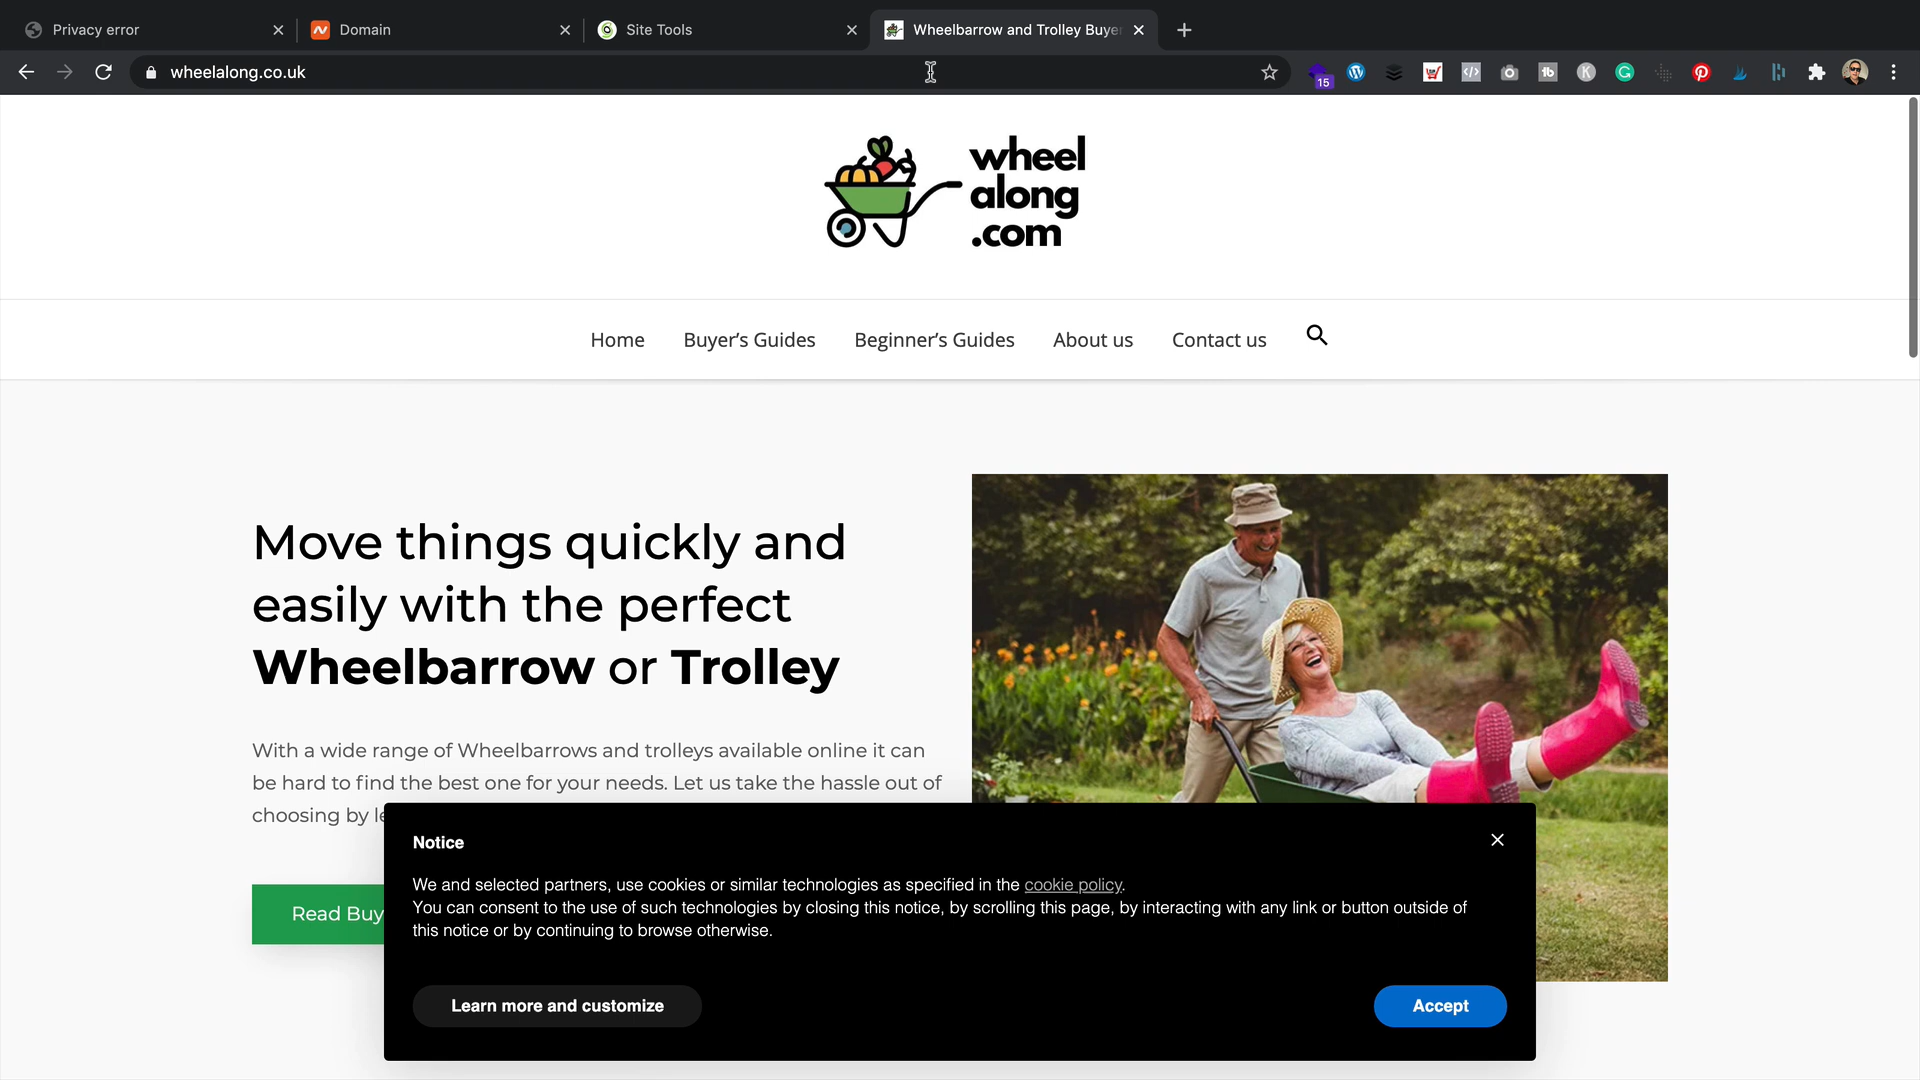 Privacy error
Domain
Site Tools
Wheelbarrow and Trolley Buye
wheelalong.co.uk
15
wheel
along
.com
Home
Buyer's Guides
Beginner's Guides
About us
Contact us
Move things quickly and
easily with the perfect
Wheelbarrow or Trolley
With a wide range of Wheelbarrows and trolleys available online it can
be hard to find the best one for your needs. Let us take the hassle out of
choosing by le
Read Buy
Notice
We and selected partners, use cookies or similar technologies as specified in the cookie policy.
You can consent to the use of such technologies by closing this notice, by scrolling this page, by interacting with any link or button outside of
this notice or by continuing to browse otherwise.
Learn more and customize
Accept